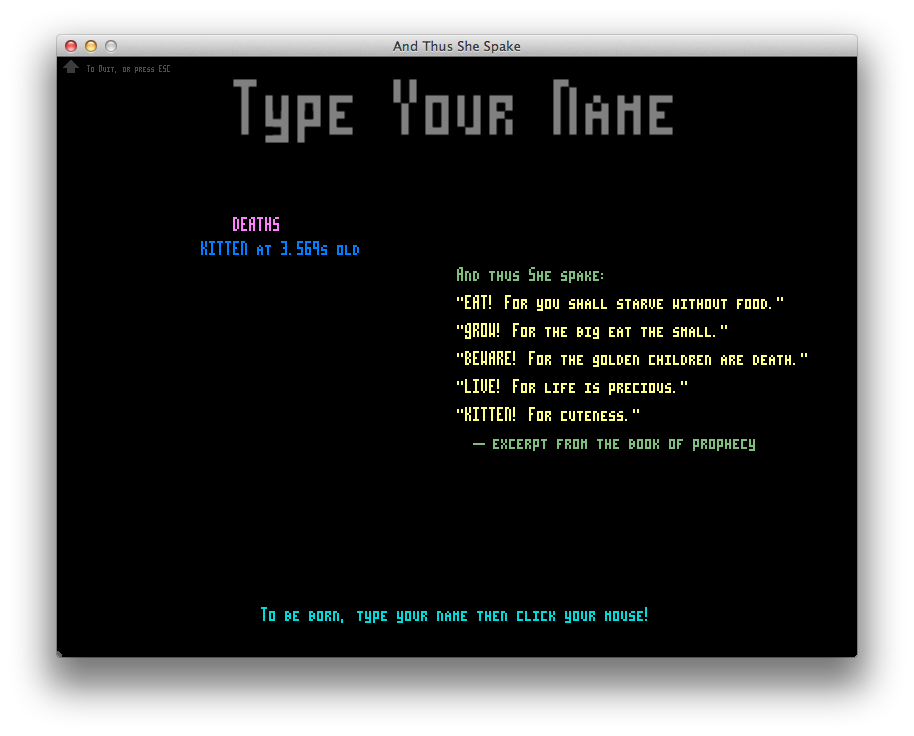 And Thus She Spake
To Quit, or press ESC
Type Your Name
DEATHS
KITTEN at 3.569s old
And thus She spake:
"EAT! For you shall starve without food."
"GROW! For the big eat the small."
"BEWARE! For the golden children are death."
"LIVE! For life is precious."
"KITTEN! For cuteness."
— excerpt from the book of prophecy
To be born, type your name then click your mouse!